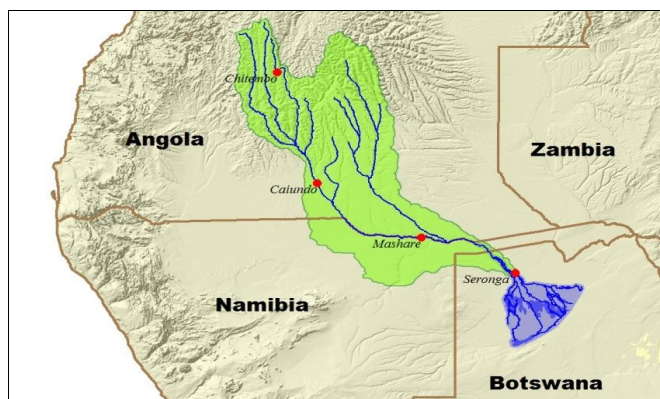 Chitembo
Angola
Zambia
Caiundo
Mashare
Seronga
Namibia
Botswana